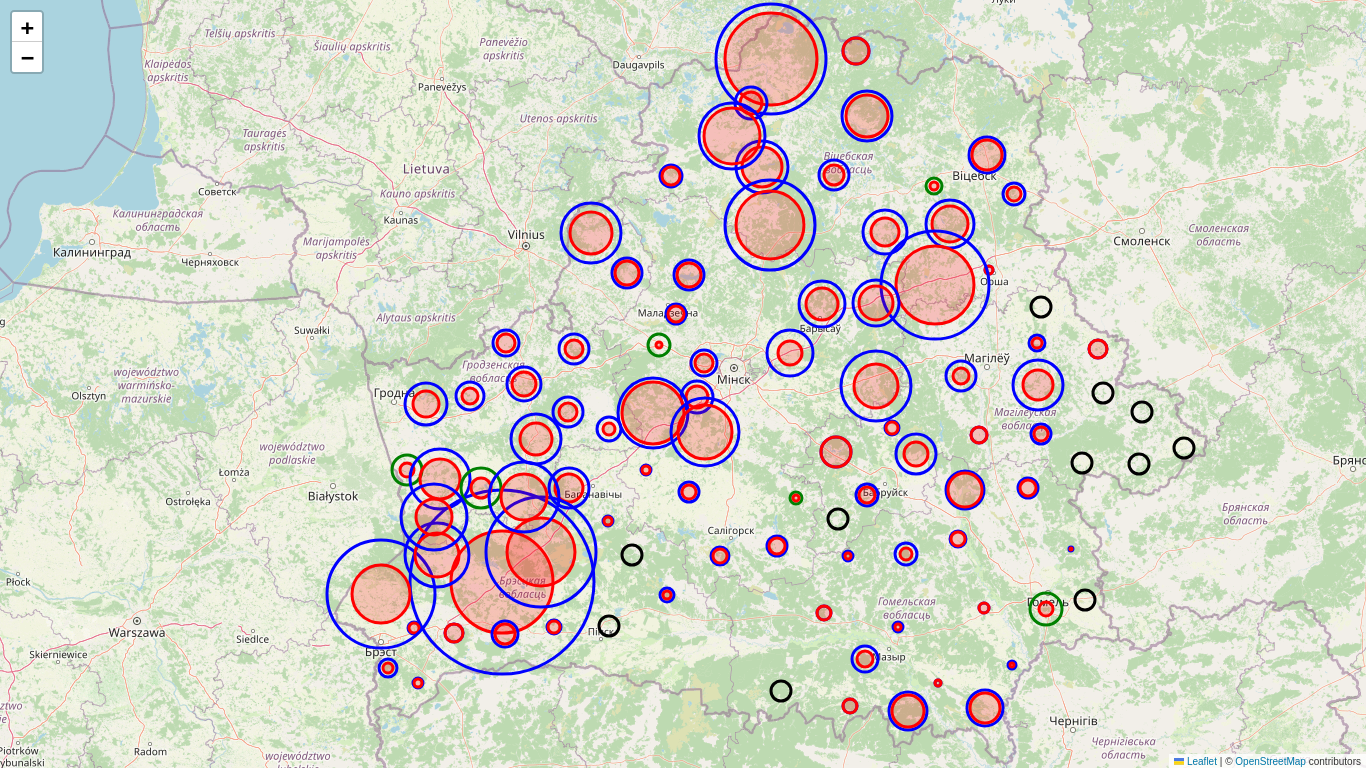 Луки
+
−
Telšių apskritis
Šiaulių apskritis
Panevėžio
apskritis
Klaipėdos
apskritis
Daugavpils
Panevėžys
Utenos apskritis
Tauragės
apskritis
Віцебская
вобласць
Віцебск
Lietuva
Советск
Kauno apskritis
Калининградская
область
Kaunas
Vilnius
Смоленск
Смоленская
область
Marijampolės
apskritis
Калининград
Черняховск
Орша
Alytaus apskritis
Маладзечна
Барысаў
Suwałki
Гродзенская
вобласць
Магілёў
Мінск
województwo
warmińsko-
mazurskie
Olsztyn
Гродна
Магілёўская
вобласць
województwo
podlaskie
Łomża
Białystok
Баранавічы
Бабруйск
Ostrołęka
Брянская
область
Салігорск
Płock
Брэсцкая
вобласць
Гомельская
вобласць
Гомель
Warszawa
Siedlce
Пінск
Skierniewice
Брэст
Мазыр
Чернігів
Piotrków
Radom
województwo
Чернігівська
область
Leaflet | © OpenStreetMap contributors